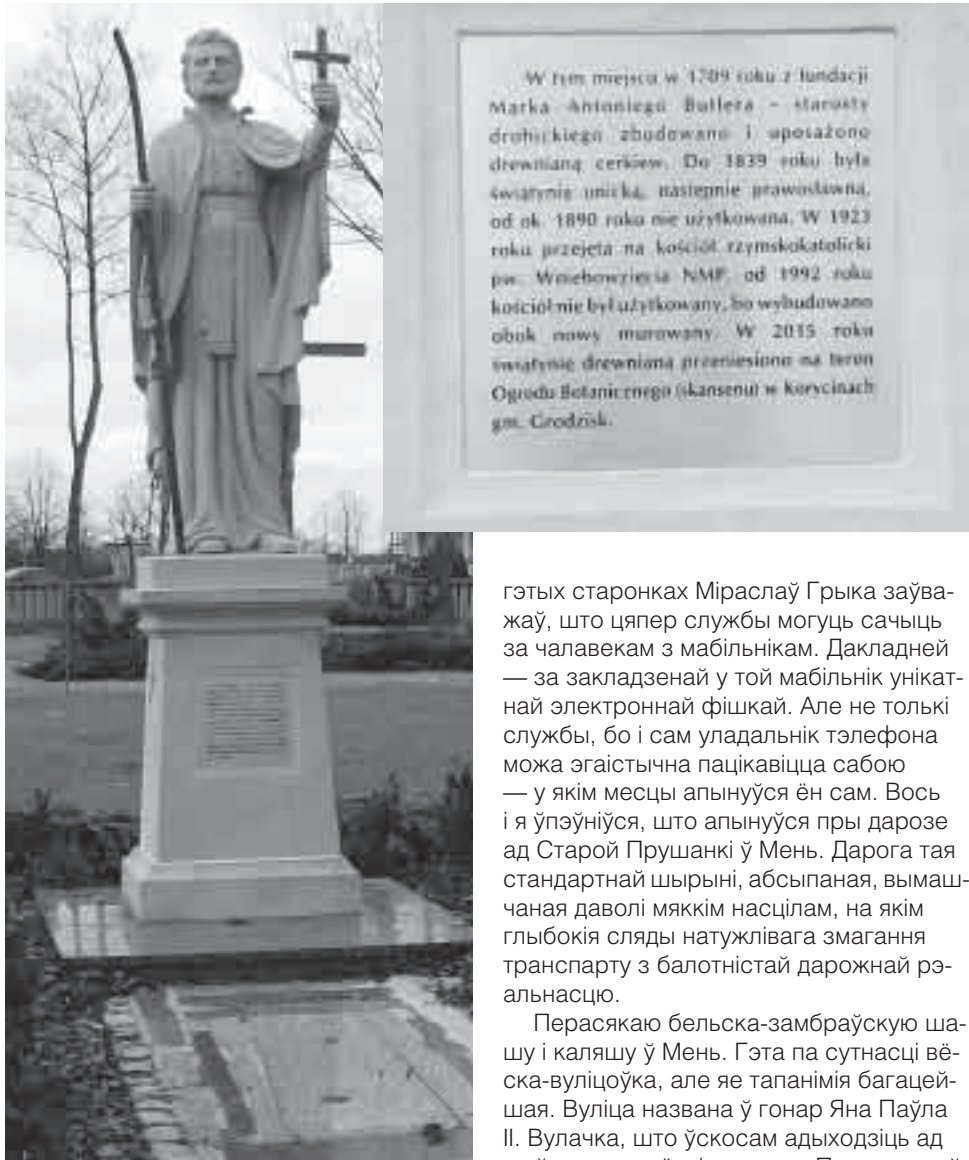 W tym miejscu w 1709 roku z fundacji
Marka Antoniego Butlera – starosty
drohickiego zbudowano i uposażono
drewnianą cerkiew. Do 1839 roku była
świątynią unicką, następnie prawosławną,
od ok. 1890 roku nie użytkowana. W 1923
roku przejęta na kościół rzymskokatolicki
pw. Wniebowzięcia NMP, od 1992 roku
kościół nie był użytkowany, bo wybudowano
obok nowy murowany. W 2015 roku
świątynię drewnianą przeniesiono na teren
Ogrodu Botanicznego (skansenu) w Korycinach
gm. Grodzisk.
гэтых старонках Міраслаў Грыка заўва-
жаў, што цяпер службы могуць сачыць
за чалавекам з мабільнікам. Дакладней
— за закладзенай у той мабільнік унікат-
най электроннай фішкай. Але не толькі
службы, бо і сам уладальнік тэлефона
можа эгаістычна пацікавіцца сабою
— у якім месцы апынуўся ён сам. Вось
і я ўпэўніўся, што апынуўся пры дарозе
ад Старой Прушанкі ў Мень. Дарога тая
стандартнай шырыні, абсыпаная, вымаш-
чаная даволі мяккім насцілам, на якім
глыбокія сляды натужлівага змагання
транспарту з балотністай дарожнай рэ-
альнасцю.
Перасякаю бельска-замбраўскую ша-
шу і каляшу ў Мень. Гэта па сутнасці вё-
ска-вуліцоўка, але яе тапанімія багацей-
шая. Вуліца названа ў гонар Яна Паўла
II. Вулачка, што ўскосам адыходзіць ад